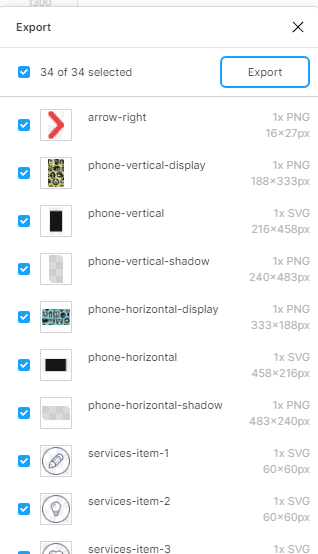 1300
Export
34 of 34 selected
Export
arrow-right
1x PNG
16×27px
phone-vertical-display
1x PNG
188×333px
phone-vertical
1x SVG
216×458px
phone-vertical-shadow
1x PNG
240×483px
phone-horizontal-display
1x PNG
333×188px
phone-horizontal
1x SVG
458×216px
phone-horizontal-shadow
1x PNG
483×240px
services-item-1
1x SVG
60×60px
services-item-2
1x SVG
60×60px
services-item-3
1x SVG